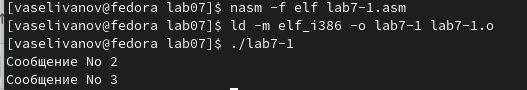 [vaselivanov@fedora lab07]$ nasm -f elf lab7-1.asm
[vaselivanov@fedora lab07]$ ld -m elf_i386 -o lab7-1 lab7-1.o
[vaselivanov@fedora lab07]$ ./lab7-1
Сообщение No 2
Сообщение No 3